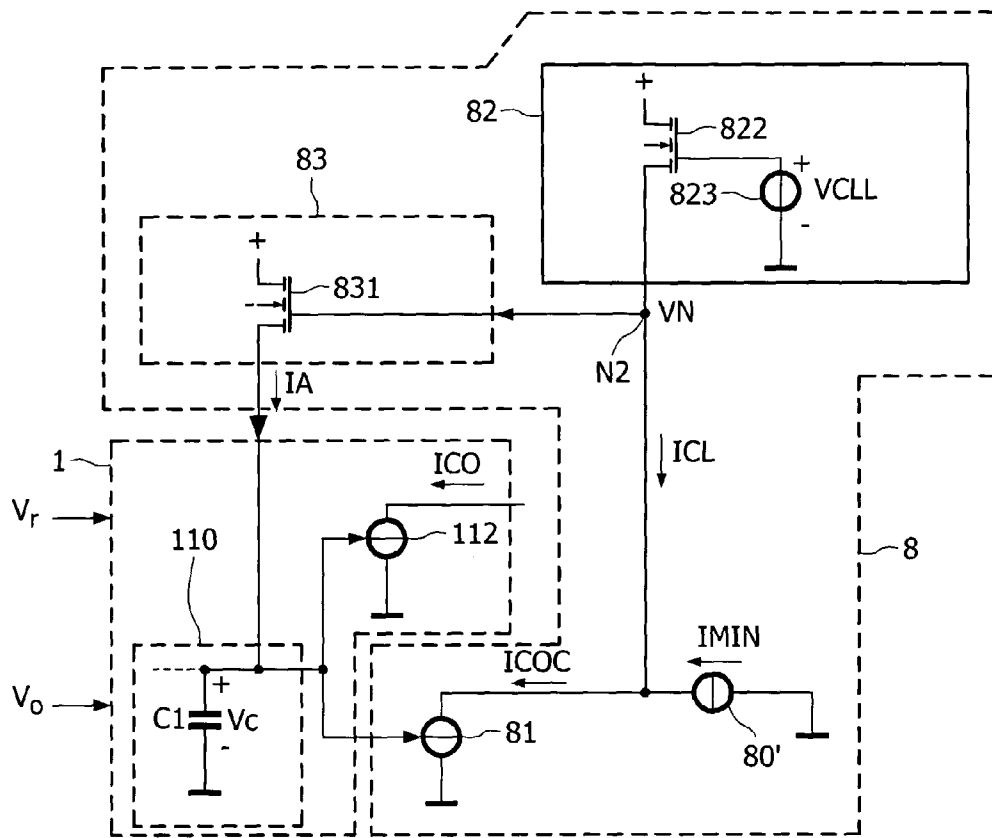 +
82
822
+
823
VCLL
-
83
+
831
VN
N2
IA
ICL
1
ICO
Vr
110
112
8
IMIN
ICOC
Vo
+
C1
Vc
-
81
80'